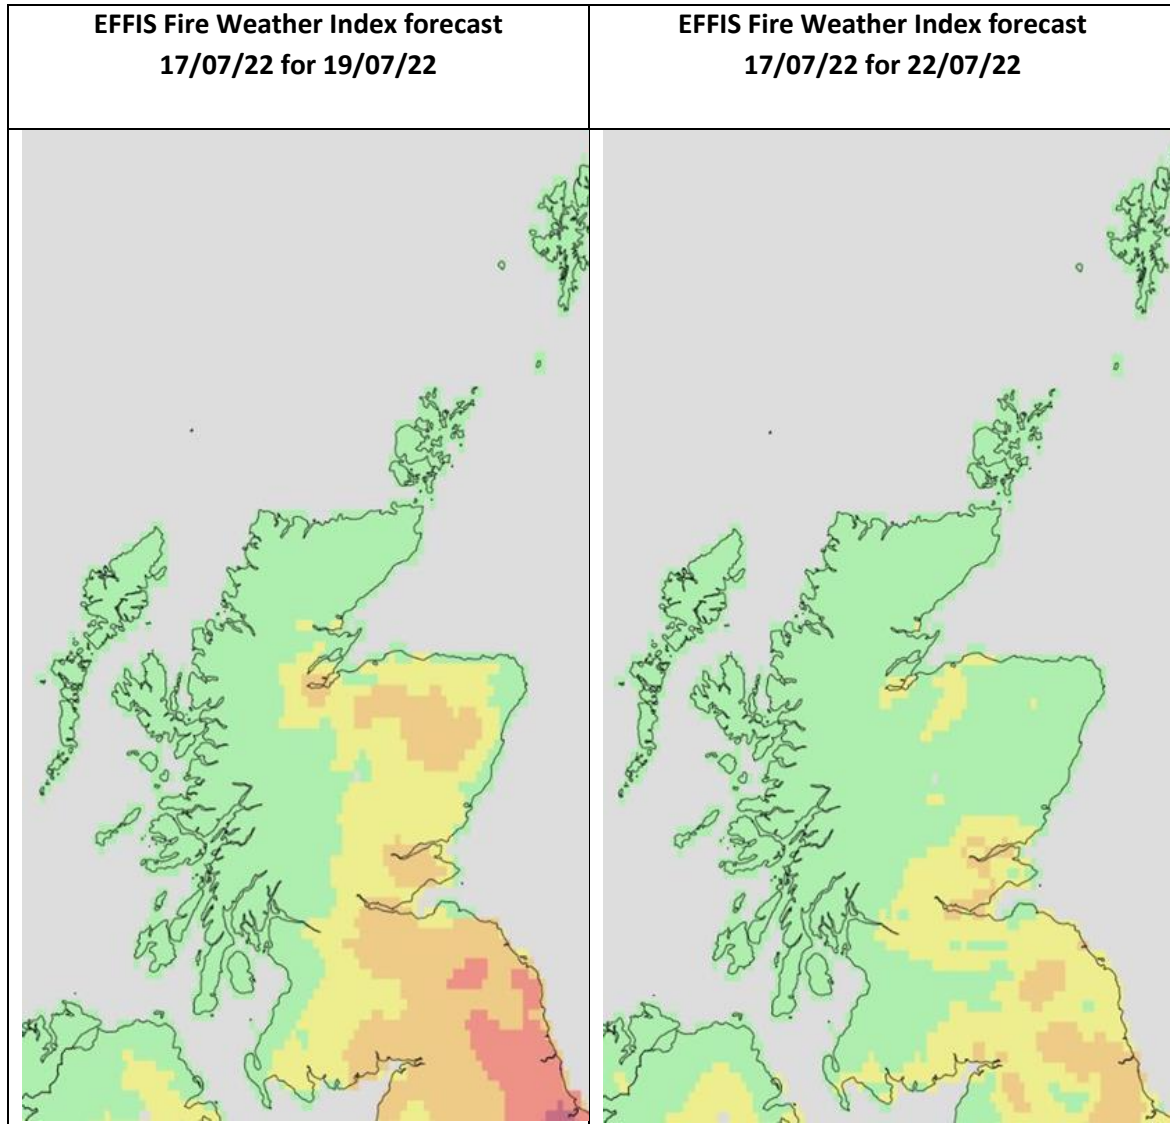 EFFIS Fire Weather Index forecast
17/07/22 for 19/07/22
EFFIS Fire Weather Index forecast
17/07/22 for 22/07/22